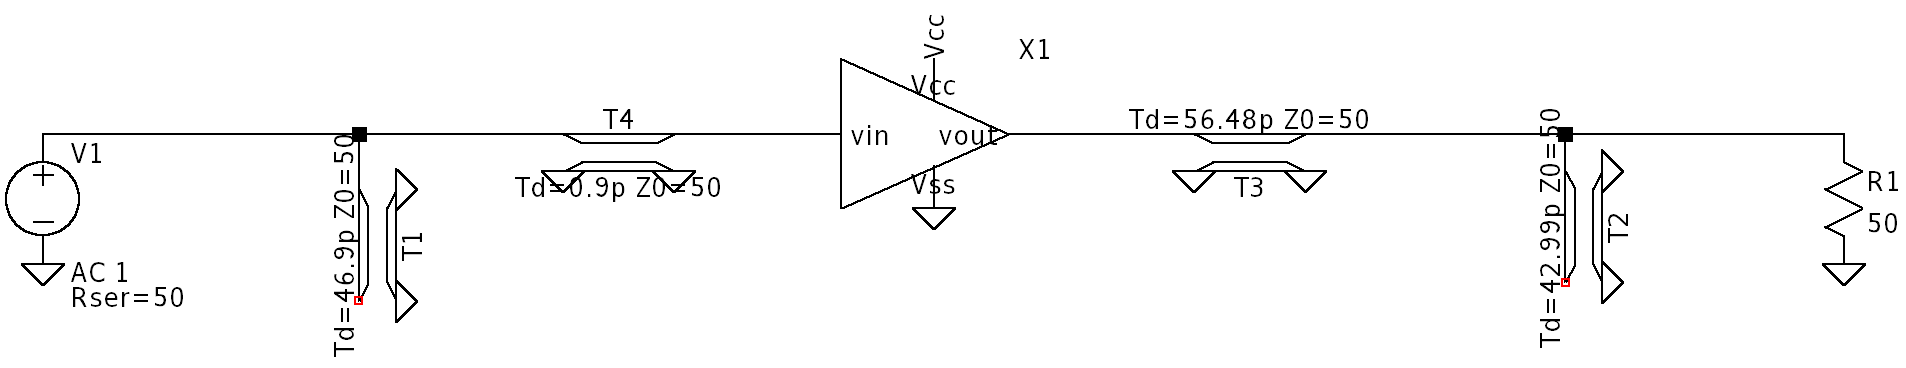 V1
AC 1
Rser=50
Td=46.9p Z0=50
T1
T4
Td=0.9p Z0=50
X1
Vcc
Vcc
vin
vout
Vss
Td=56.48p Z0=50
T3
Td=42.99p Z0=50
T2
R1
50